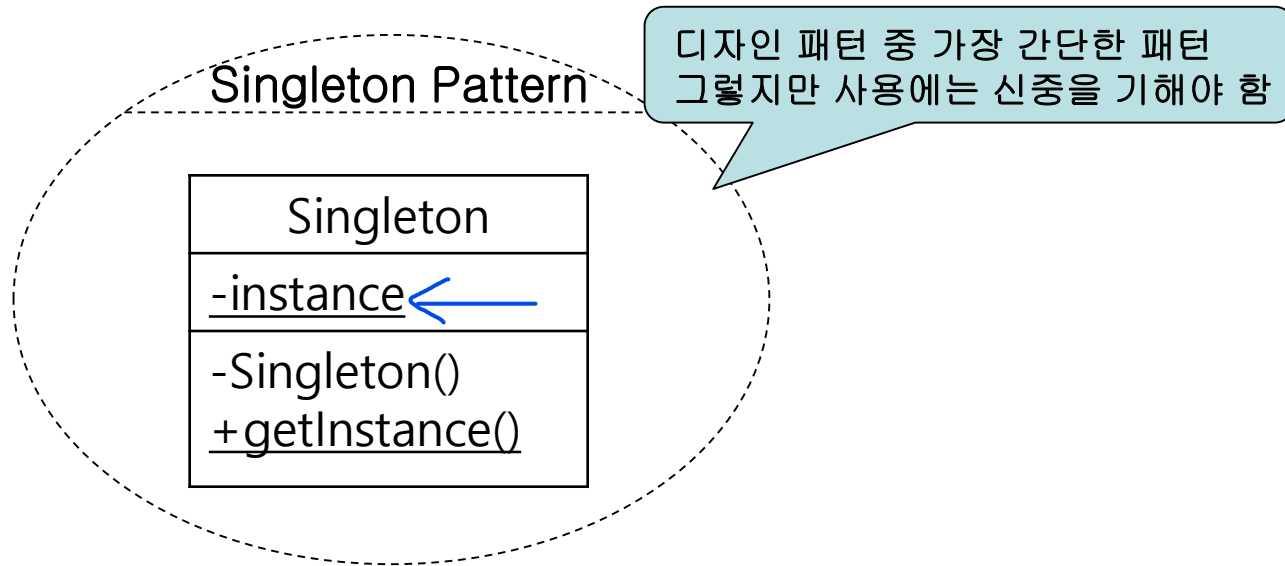 Singleton Pattern
디자인 패턴 중 가장 간단한 패턴
그렇지만 사용에는 신중을 기해야 함
Singleton
-instance
-Singleton()
+getInstance()